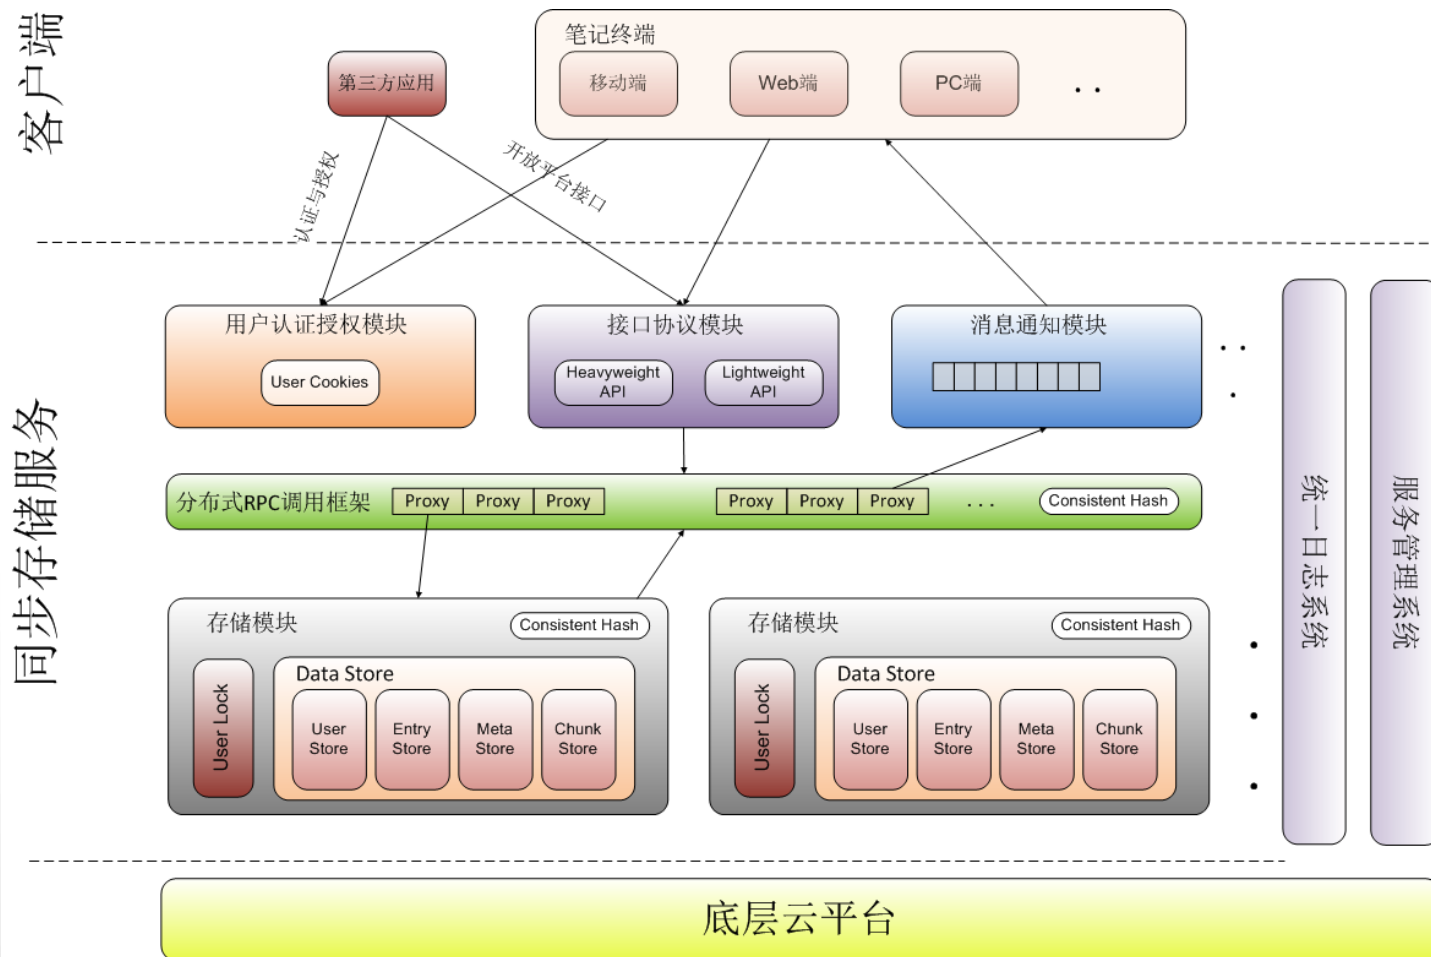 客户端
笔记终端
第三方应用
移动端
Web端
PC端
. .
认证与授权
开放平台接口
同步存储服务
用户认证授权模块
User Cookies
接口协议模块
Heavyweight
API
Lightweight
API
消息通知模块
分布式RPC调用框架
Proxy
Proxy
Proxy
Proxy
Proxy
Proxy
...
Consistent Hash
存储模块
Consistent Hash
User Lock
Data Store
User
Store
Entry
Store
Meta
Store
Chunk
Store
存储模块
Consistent Hash
User Lock
Data Store
User
Store
Entry
Store
Meta
Store
Chunk
Store
统一日志系统
服务管理系统
底层云平台